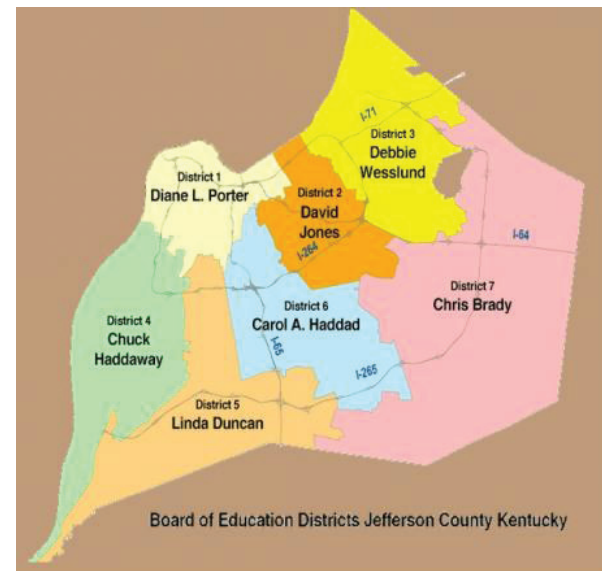 I-71
District 3
Debbie
Wesslund
District 1
Diane L. Porter
District 2
David
Jones
I-264
I-64
District 7
Chris Brady
District 6
Carol A. Haddad
District 4
Chuck
Haddaway
I-65
I-265
District 5
Linda Duncan
Board of Education Districts Jefferson County Kentucky